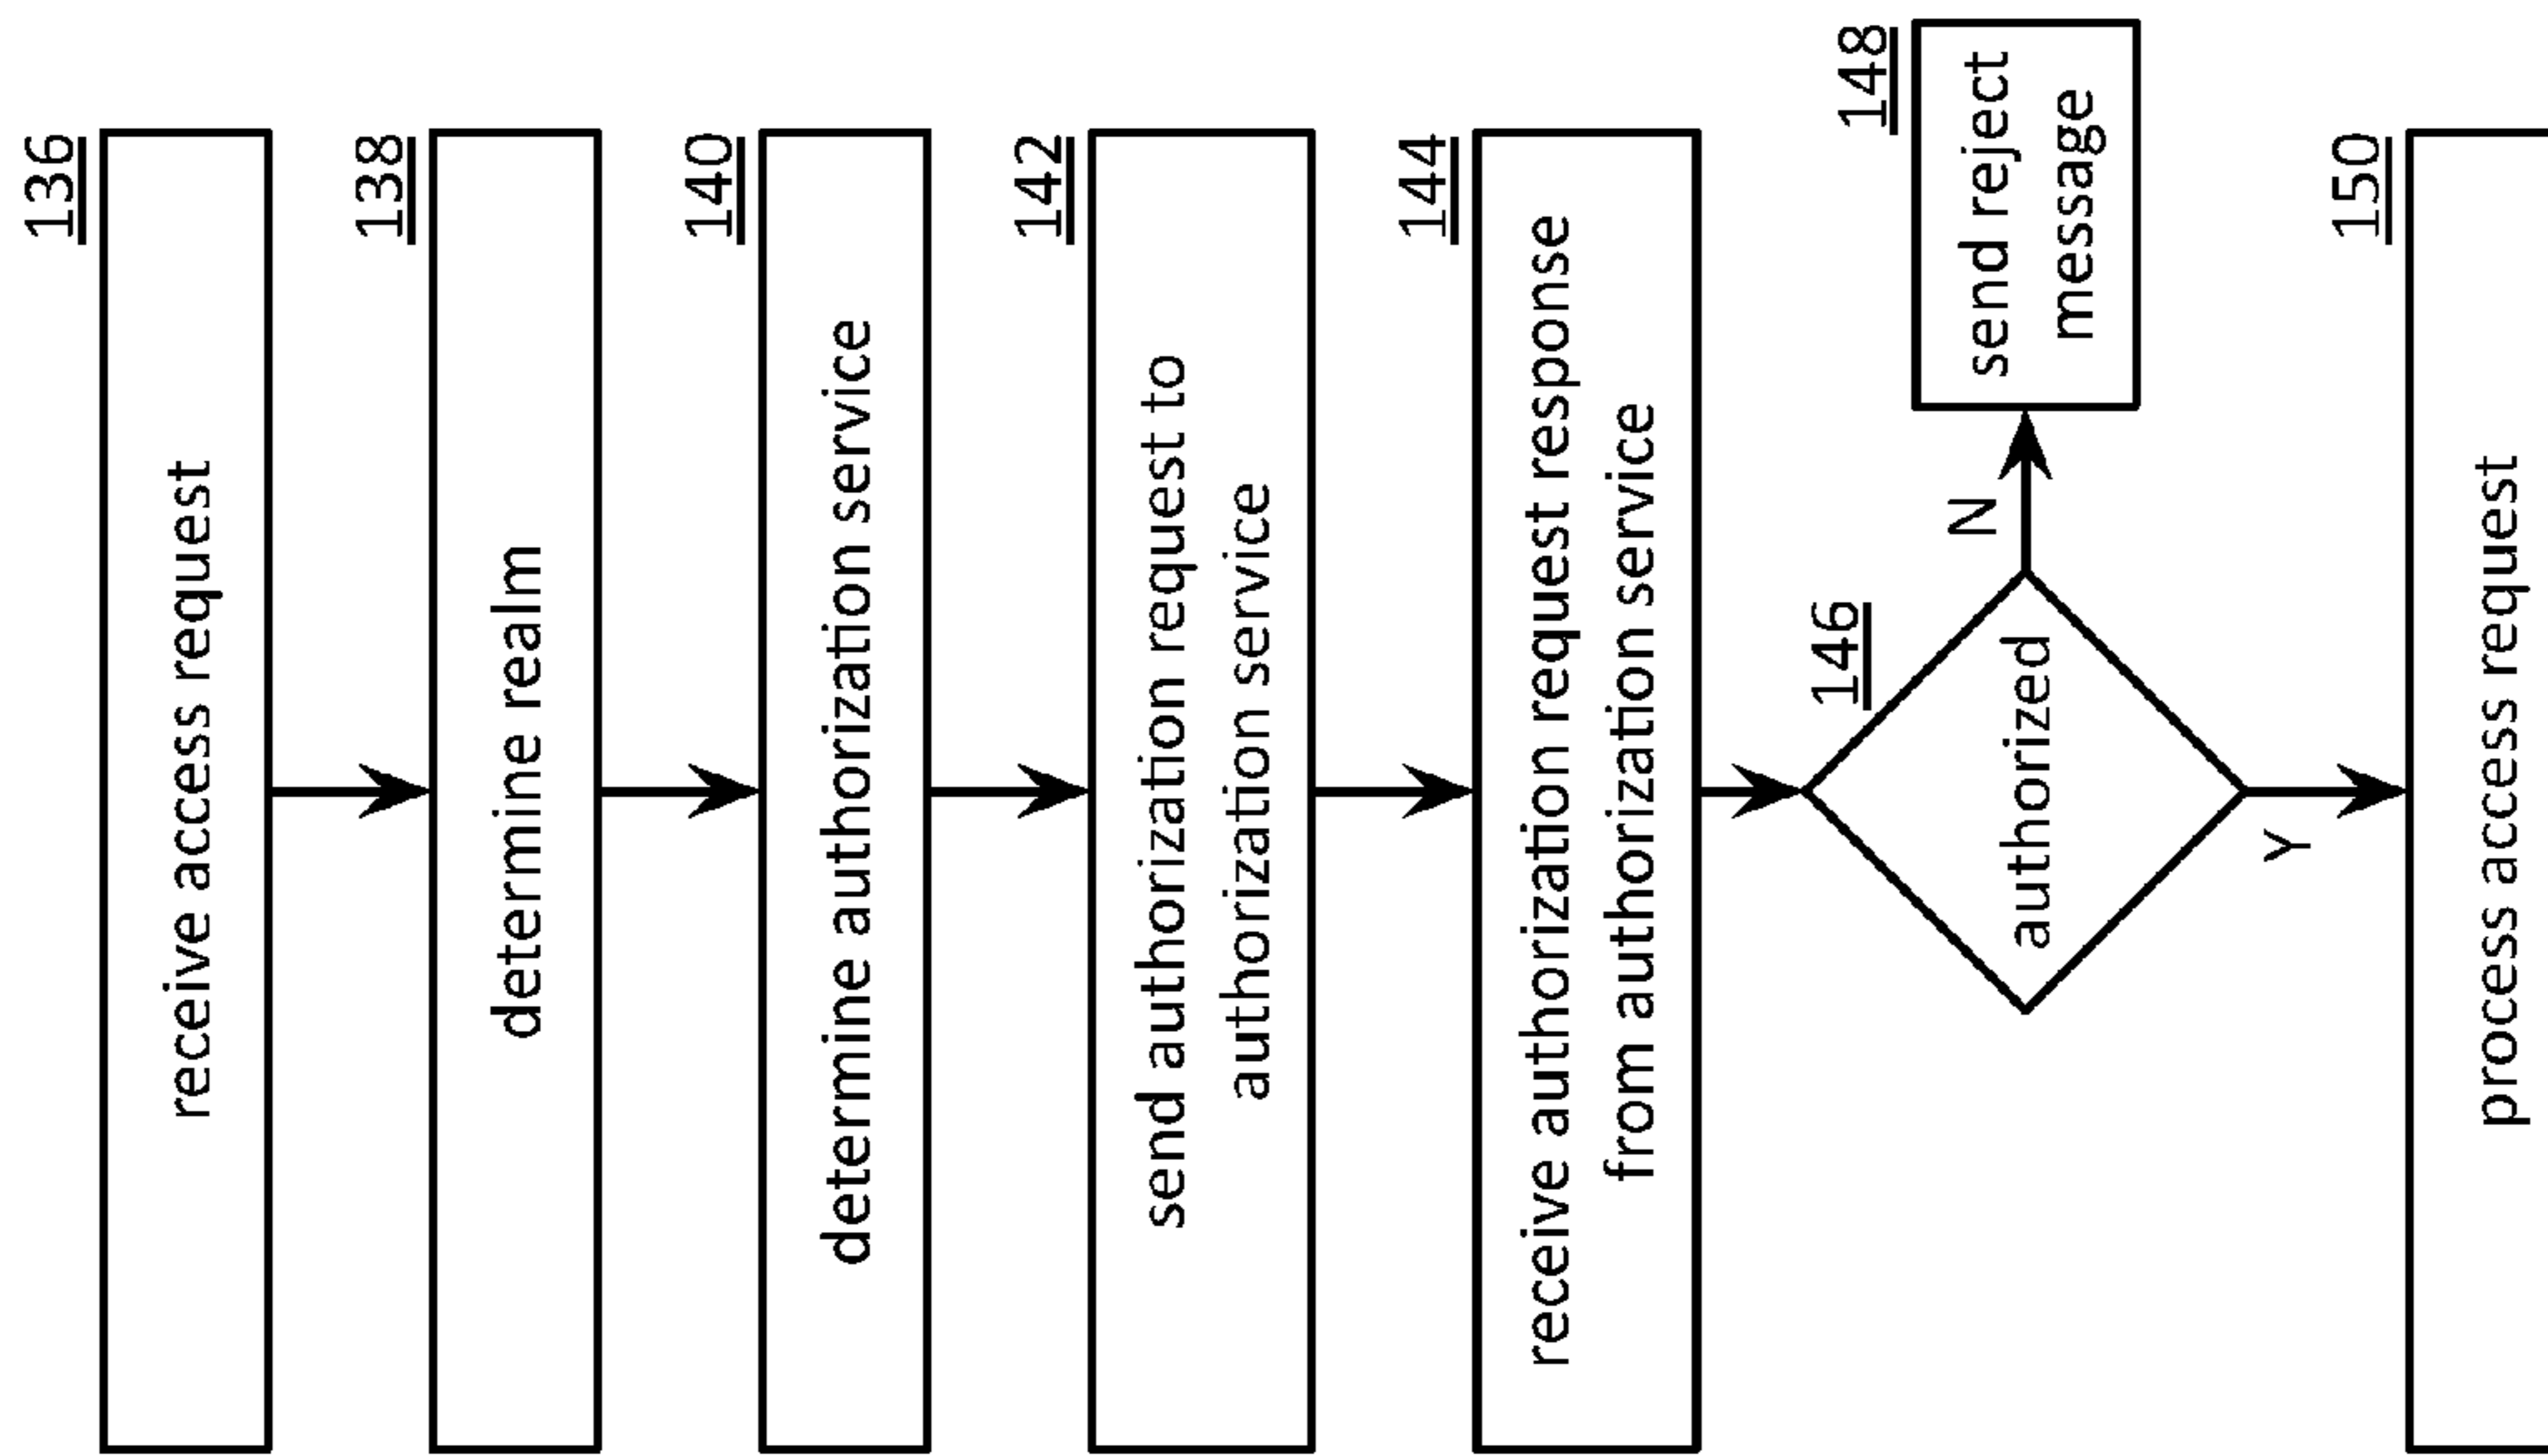 136
receive access request
138
determine realm
140
determine authorization service
142
send authorization request to
authorization service
144
receive authorization request response
from authorization service
146
authorized
N
148
send reject
message
Y
150
process access request